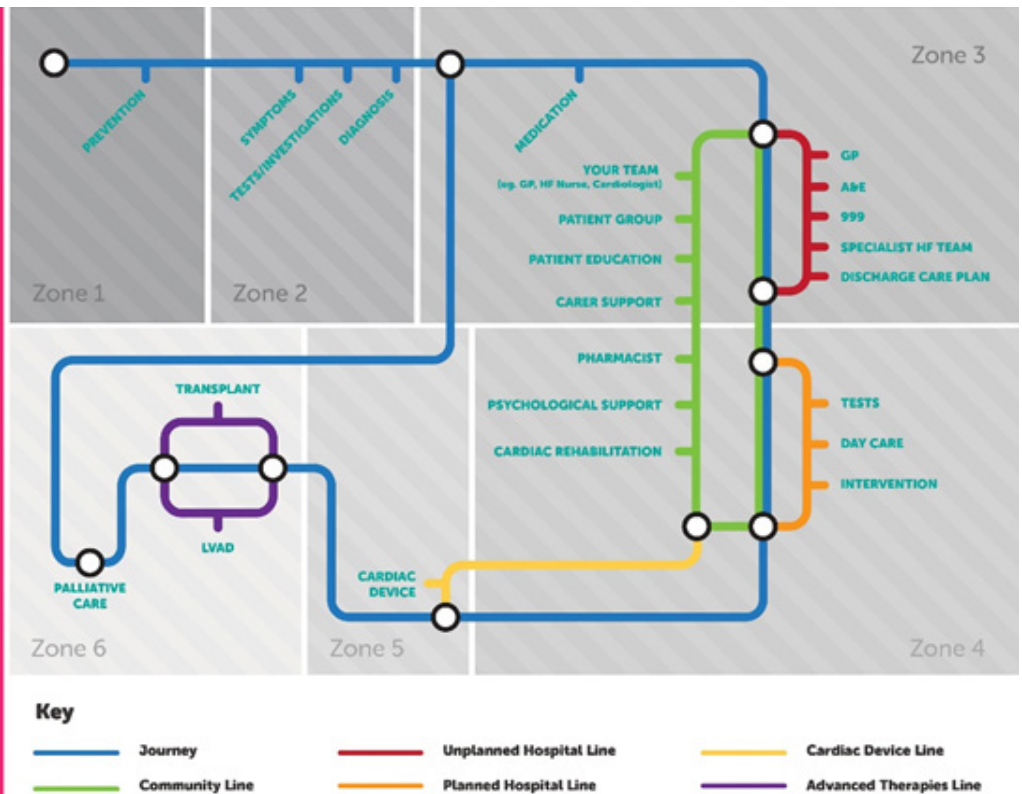 Zone 3
PREVENTION
SYMPTOMS
TESTS/INVESTIGATIONS
DIAGNOSIS
MEDICATION
YOUR TEAM
(eg. GP, HF Nurse, Cardiologist)
PATIENT GROUP
PATIENT EDUCATION
CARER SUPPORT
GP
A&E
999
SPECIALIST HF TEAM
DISCHARGE CARE PLAN
Zone 1
Zone 2
PHARMACIST
PSYCHOLOGICAL SUPPORT
CARDIAC REHABILITATION
TESTS
DAY CARE
INTERVENTION
TRANSPLANT
LVAD
CARDIAC
DEVICE
PALLIATIVE
CARE
Zone 6
Zone 5
Zone 4
Key
Journey
Unplanned Hospital Line
Cardiac Device Line
Community Line
Planned Hospital Line
Advanced Therapies Line